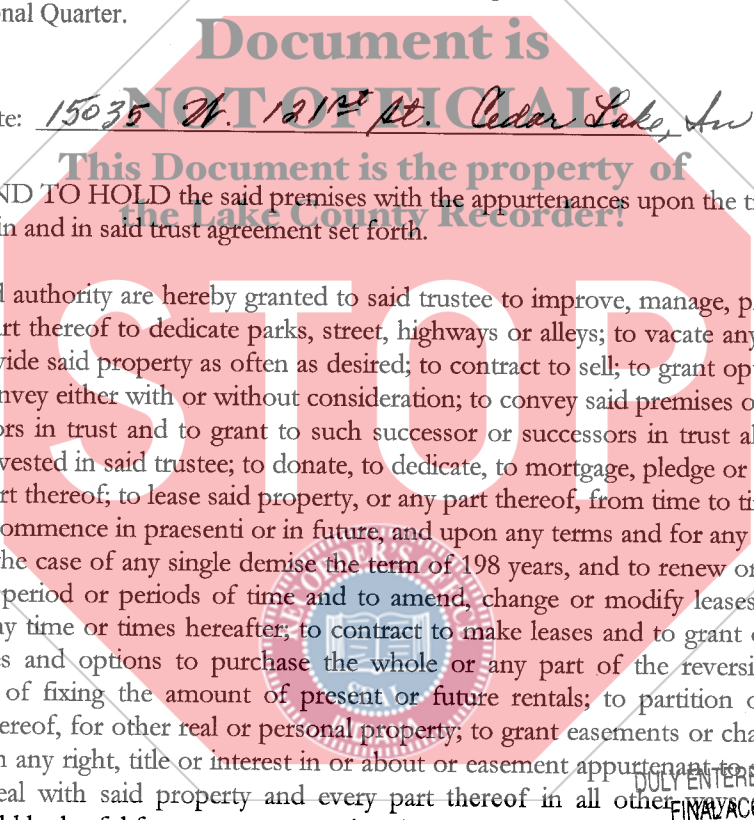 nal Quarter.
Document is
NOT OFFICIAL!
te: 15035 W. 121st St. Cedar Lake, In
This Document is the property of
the Lake County Recorder!
ND TO HOLD the said premises with the appurtenances upon the t
in and in said trust agreement set forth.
STOP
l authority are hereby granted to said trustee to improve, manage, p
rt thereof to dedicate parks, street, highways or alleys; to vacate any
vide said property as often as desired; to contract to sell; to grant op
nvey either with or without consideration; to convey said premises o
ors in trust and to grant to such successor or successors in trust al
vested in said trustee; to donate, to dedicate, to mortgage, pledge or
rt thereof; to lease said property, or any part thereof, from time to ti
ommence in praesenti or in future, and upon any terms and for any
he case of any single demise the term of 198 years, and to renew or
period or periods of time and to amend, change or modify leases
y time or times hereafter; to contract to make leases and to grant
s and options to purchase the whole or any part of the reversi
of fixing the amount of present or future rentals; to partition o
ereof, for other real or personal property; to grant easements or cha
n any right, title or interest in or about or easement appurtenant to
eal with said property and every part thereof in all other ways
RECORDER'S OFFICE
SEAL
DULY ENTERE
FINAL ACC